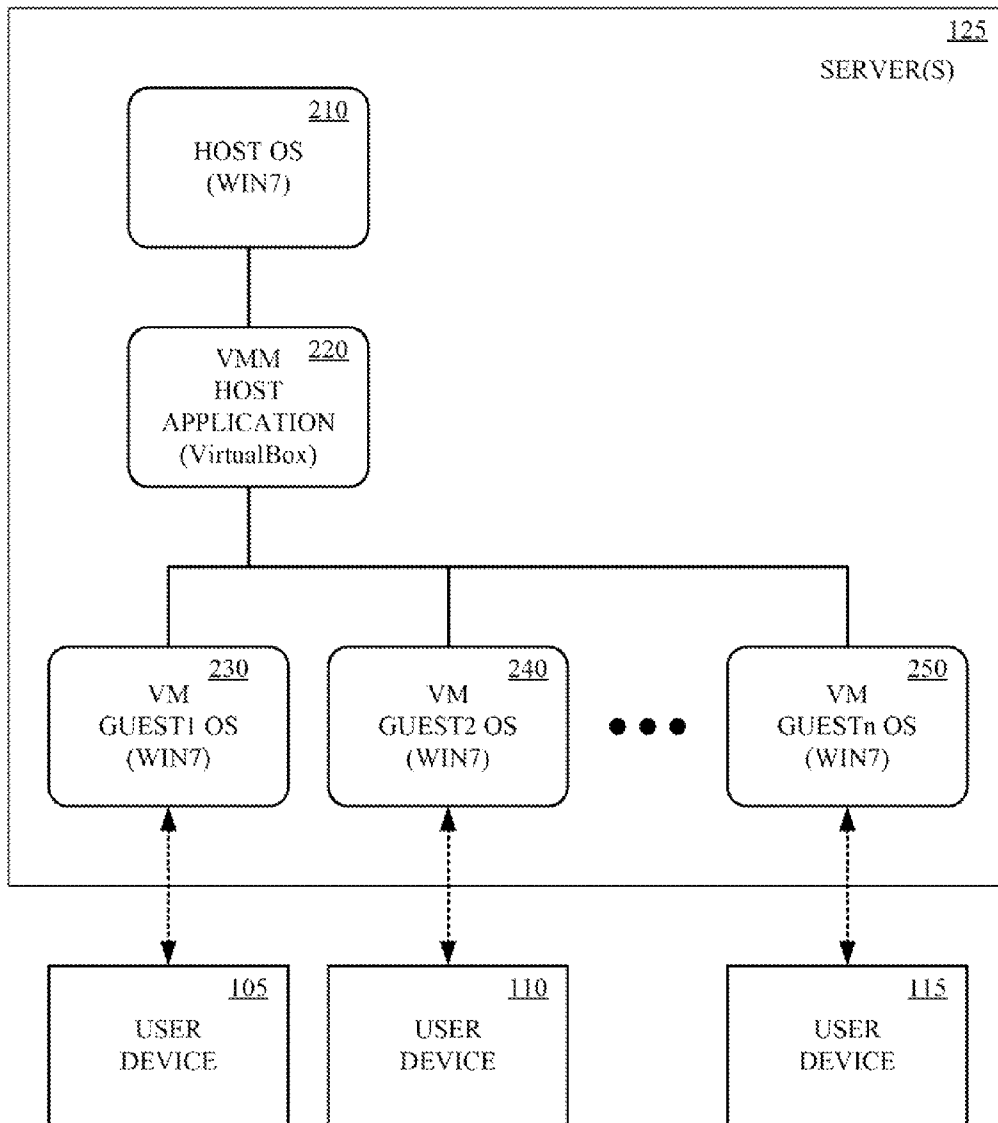 125
SERVER(S)
210
HOST OS
(WIN7)
220
VMM
HOST
APPLICATION
(VirtualBox)
230
VM
GUEST1 OS
(WIN7)
240
VM
GUEST2 OS
(WIN7)
250
VM
GUESTn OS
(WIN7)
105
USER
DEVICE
110
USER
DEVICE
115
USER
DEVICE